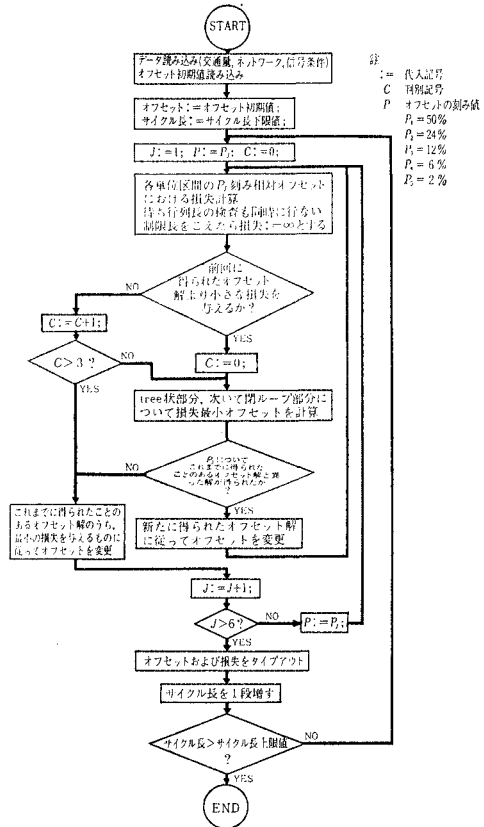 START
データ読み込み(交通量,ネットワーク,信号条件)
オフセット初期値読み込み
註
:= 代入記号
C 判別記号
P オフセットの刻み値
P₁=50%
P₂=24%
P₃=12%
P₄=6%
P₅=2%
オフセット:=オフセット初期値;
サイクル長:=サイクル長下限値;
J:=1; P:=PJ; C:=0;
各単位区間のPJ刻み相対オフセット
における損失計算
待ち行列長の検査も同時に行ない
制限長をこえたら損失:=∞とする
前回に
得られたオフセット
解より小さな損失を
与えるか?
NO
YES
C:=C+1;
C:=0;
C>3?
NO
YES
tree状部分,次いで閉ループ部分に
ついて損失最小オフセットを計算
PJについて
これまでに得られた
ことのあるオフセット解と異
った解が得られたか
?
NO
YES
これまでに得られたことの
あるオフセット解のうち,
最小の損失を与えるものに
従ってオフセットを変更
新たに得られたオフセット解
に従ってオフセットを変更
J:=J+1;
J>6?
NO
P:=PJ;
YES
オフセットおよび損失をタイプアウト
サイクル長を1段増す
サイクル長>サイクル長上限値
?
NO
YES
END